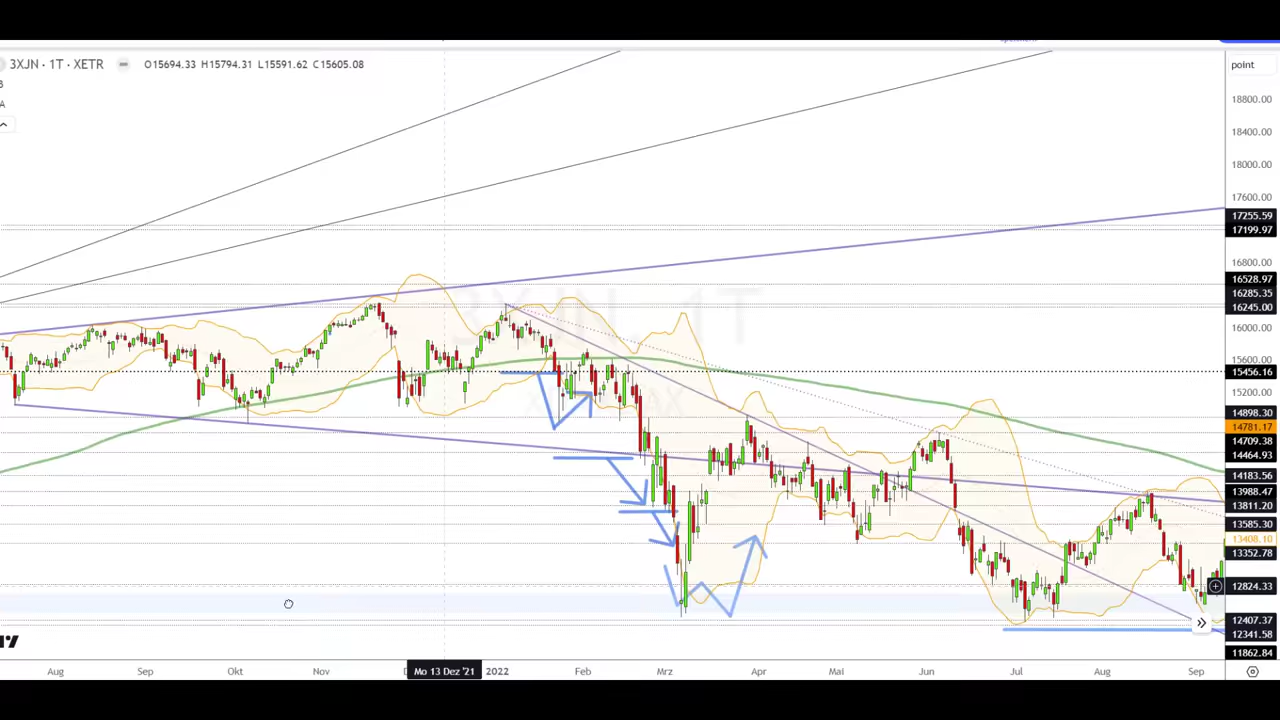 3XJN · 1T · XETR
O15694.33 H15794.31 L15591.62 C15605.08
point
B
A
3XJN, 1T
18800.00
18400.00
18000.00
17600.00
17255.59
17199.97
16800.00
16528.97
16285.35
16245.00
16000.00
15600.00
15456.16
15200.00
14898.30
14781.17
14709.38
14464.93
14183.56
13988.47
13811.20
13585.30
13408.10
13352.78
12824.33
12407.37
12341.58
11862.84
Aug
Sep
Okt
Nov
D
Mo 13 Dez '21
2022
Feb
Mrz
Apr
Mai
Jun
Jul
Aug
Sep